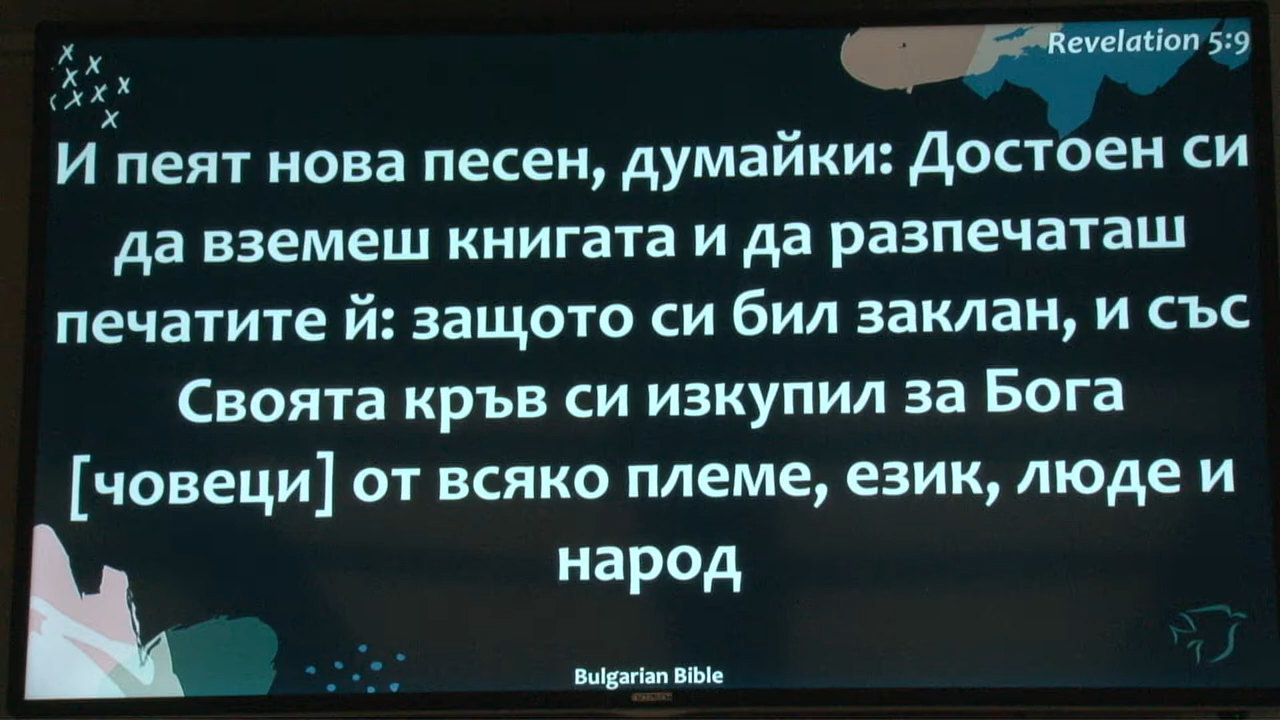 Revelation 5:9
И пеят нова песен, думайки: Достоен си
да вземеш книгата и да разпечаташ
печатите й: защото си бил заклан, и със
Своята кръв си изкупил за Бога
[човеци] от всяко племе, език, люде и
народ
Bulgarian Bible